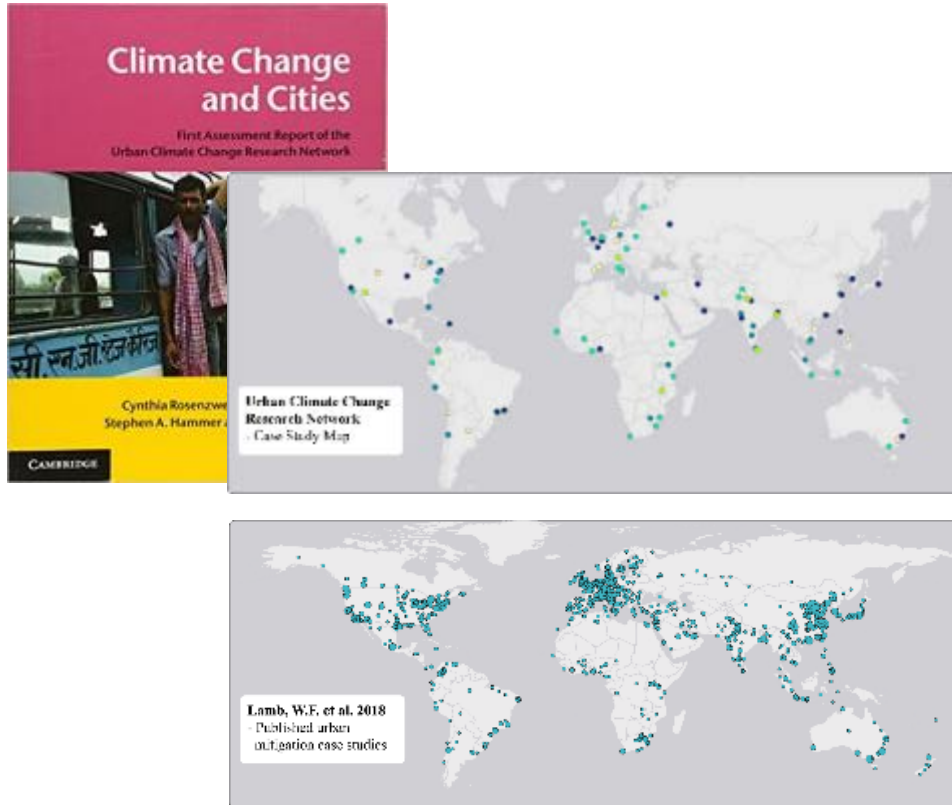 Climate Change
and Cities
First Assessment Report of the
Urban Climate Change Research Network
सी.एन.जी.
Cynthia Rosenzwe
Stephen A. Hammer
CAMBRIDGE
Urban Climate Change
Research Network
- Case Study Map
Lamb, W.F. et al. 2018
- Published urban
mitigation case studies